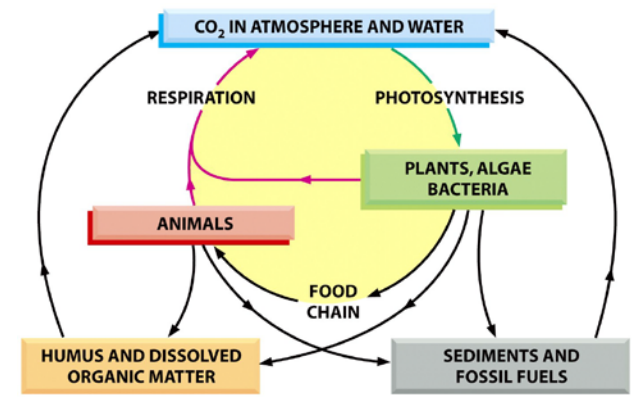 CO₂ IN ATMOSPHERE AND WATER
RESPIRATION
PHOTOSYNTHESIS
PLANTS, ALGAE
BACTERIA
ANIMALS
FOOD
CHAIN
HUMUS AND DISSOLVED
ORGANIC MATTER
SEDIMENTS AND
FOSSIL FUELS